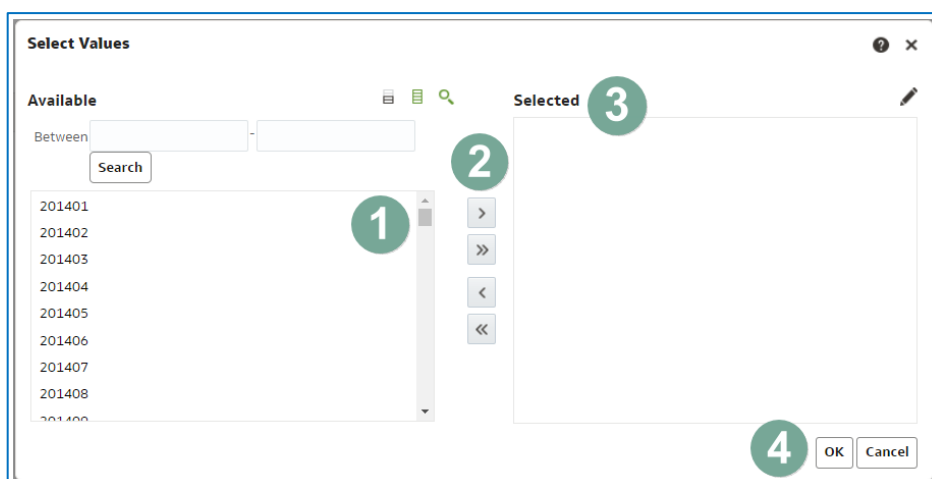 Select Values
Available
Between -
Search
201401
201402
201403
201404
201405
201406
201407
201408
201409
1
2
> 
>>
<
<<
Selected 3
4 OK Cancel